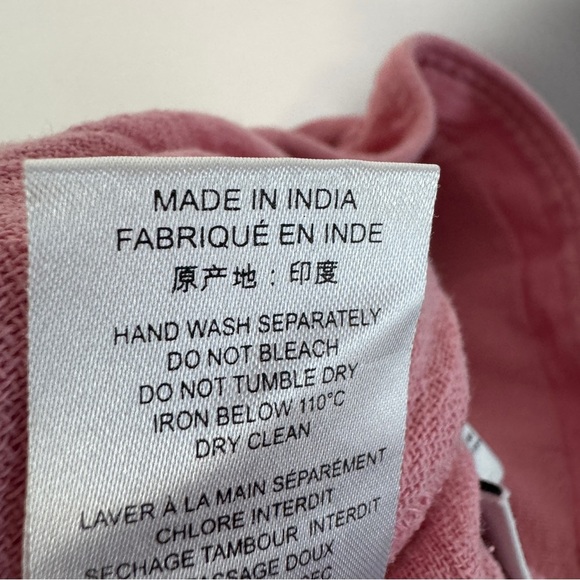 MADE IN INDIA
FABRIQUÉ EN INDE
原产地：印度
HAND WASH SEPARATELY
DO NOT BLEACH
DO NOT TUMBLE DRY
IRON BELOW 110°C
DRY CLEAN
LAVER À LA MAIN SÉPARÉMENT
CHLORE INTERDIT
SECHAGE TAMBOUR INTERDIT
DOUX